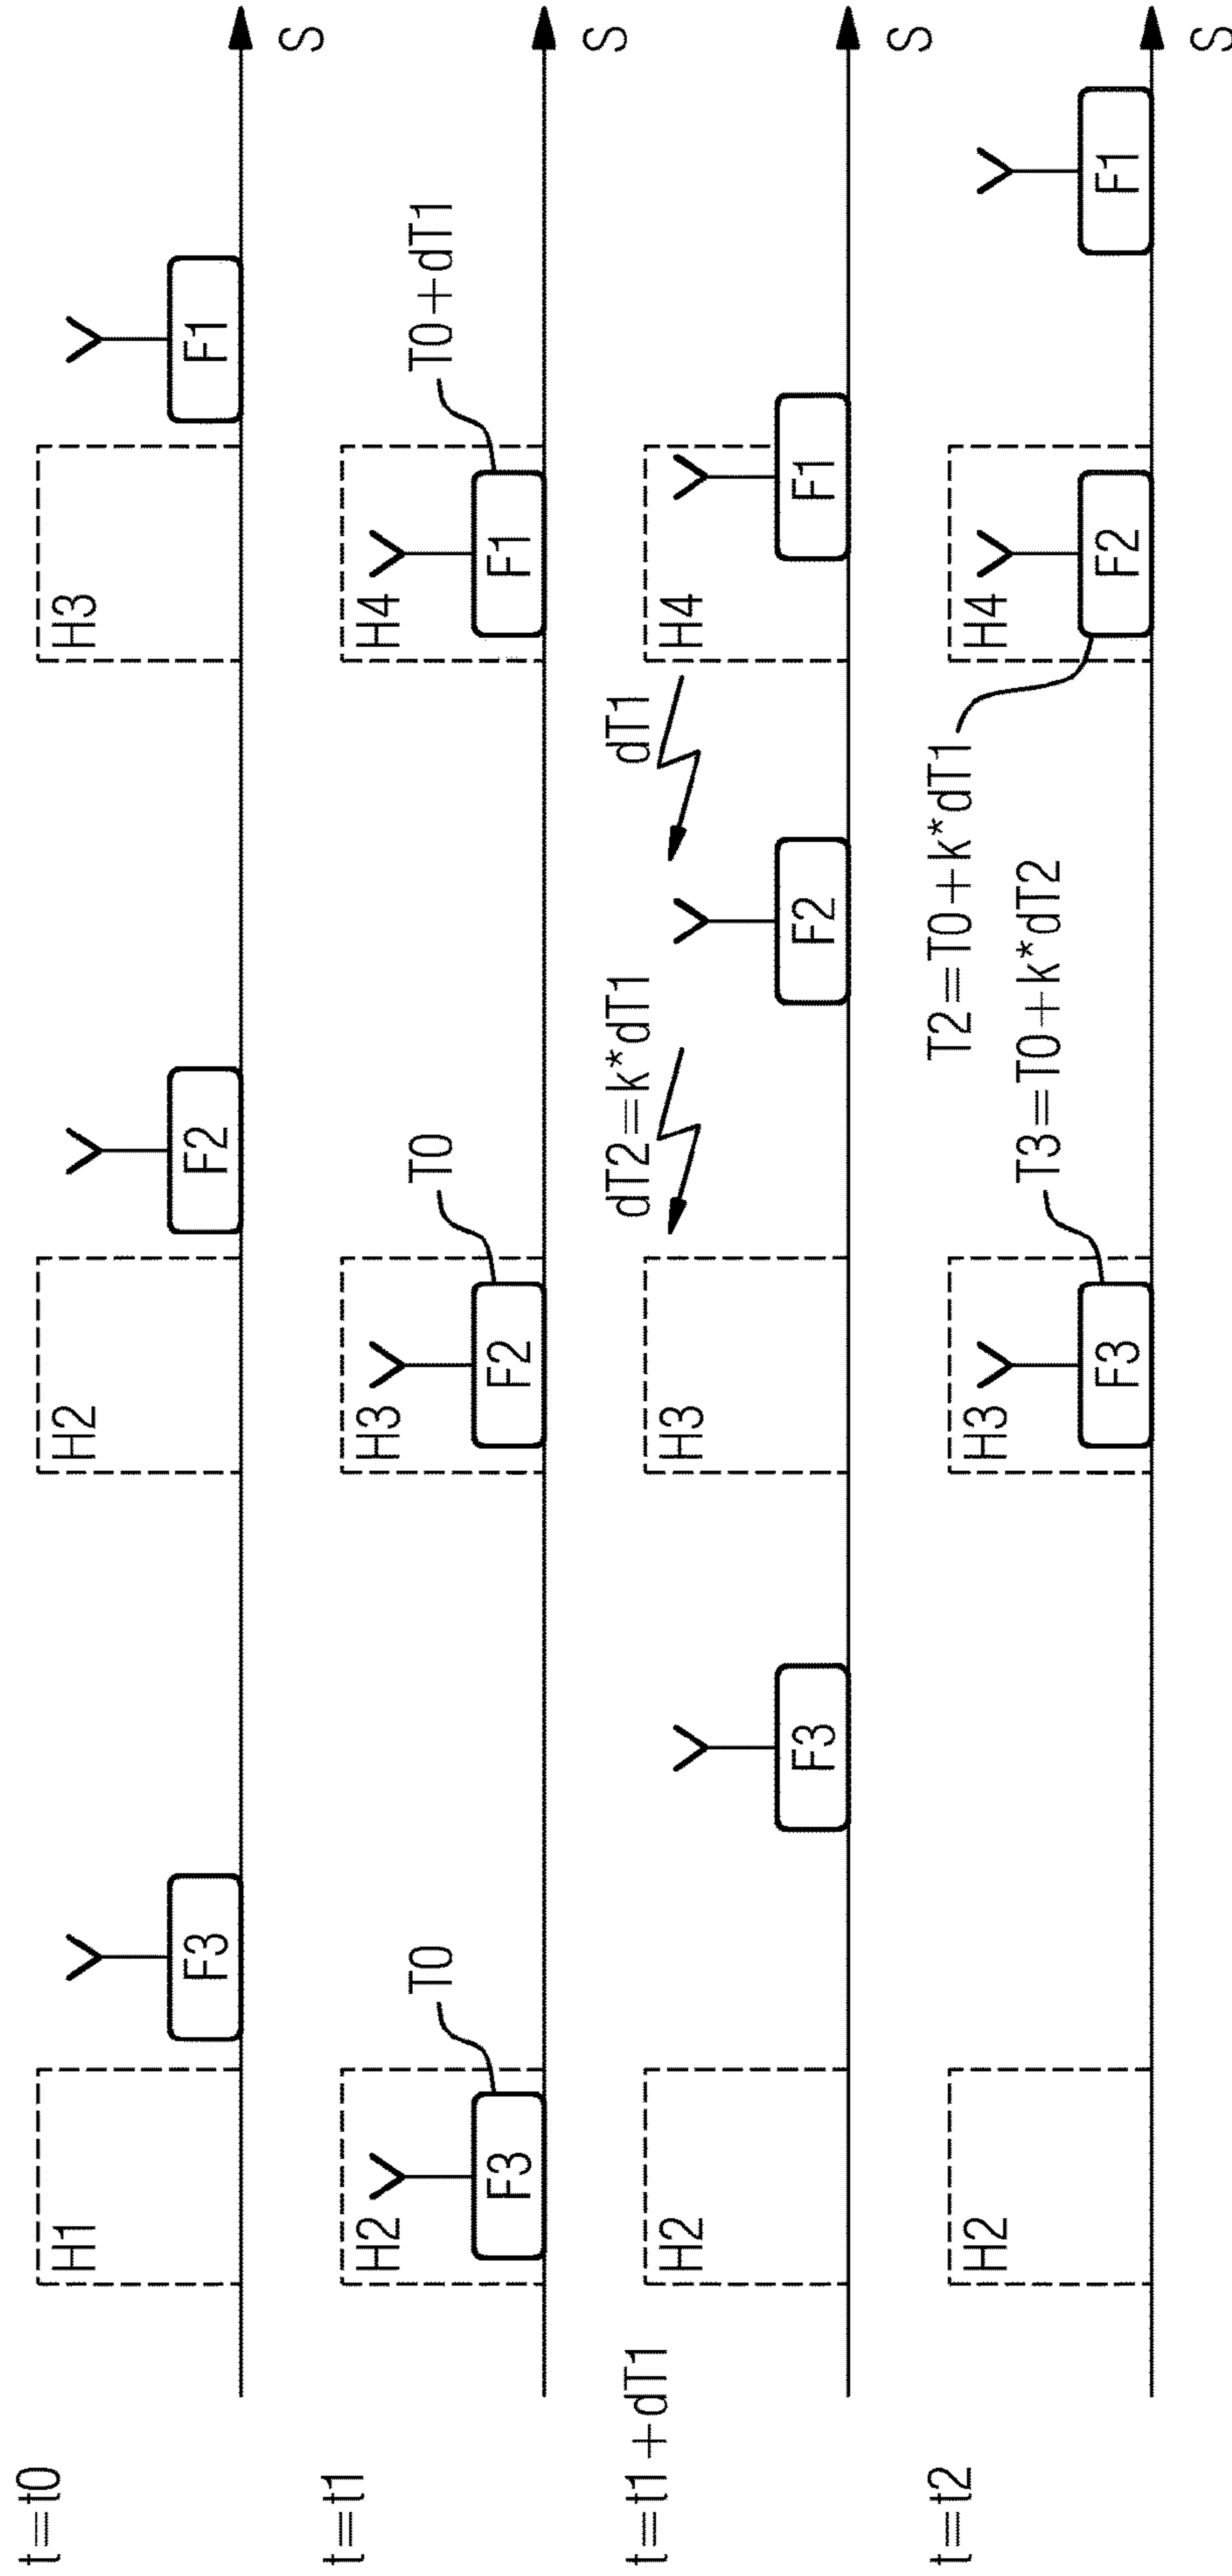 t=t0
H1
F3
H2
F2
H3
F1
S
t=t1
H2
F3
T0
H3
F2
T0
H4
F1
T0+dT1
S
t=t1+dT1
H2
F3
H3
dT2=k*dT1
F2
dT1
H4
F1
S
t=t2
H2
H3
F3
T3=T0+k*dT2
T2=T0+k*dT1
H4
F2
F1
S